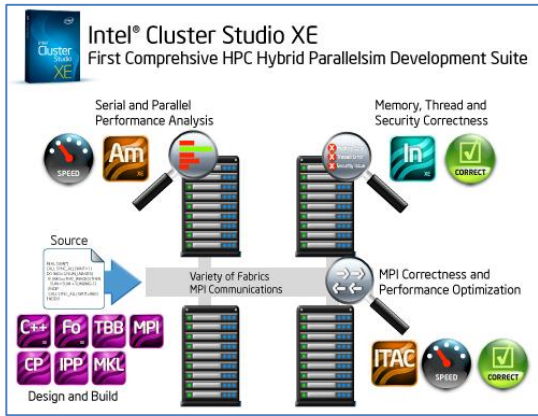 Intel® Cluster Studio XE
First Comprehsive HPC Hybrid Parallelsim Development Suite
Intel
Cluster
Studio
XE
Serial and Parallel
Performance Analysis
SPEED
Am
XE
Memory, Thread and
Security Correctness
Security Issue
In
XE
CORRECT
Source
Variety of Fabrics
MPI Communications
MPI Correctness and
Performance Optimization
C++
Fo
TBB
MPI
CP
IPP
MKL
Design and Build
ITAC
SPEED
CORRECT